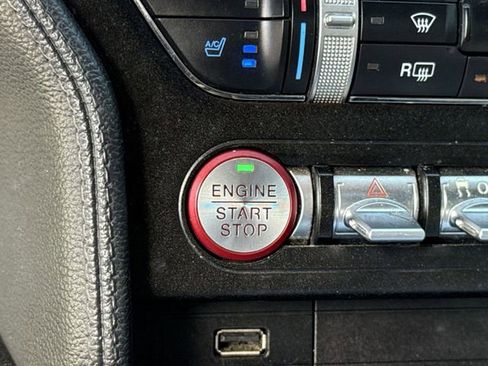 A/C
R
ENGINE
START
STOP